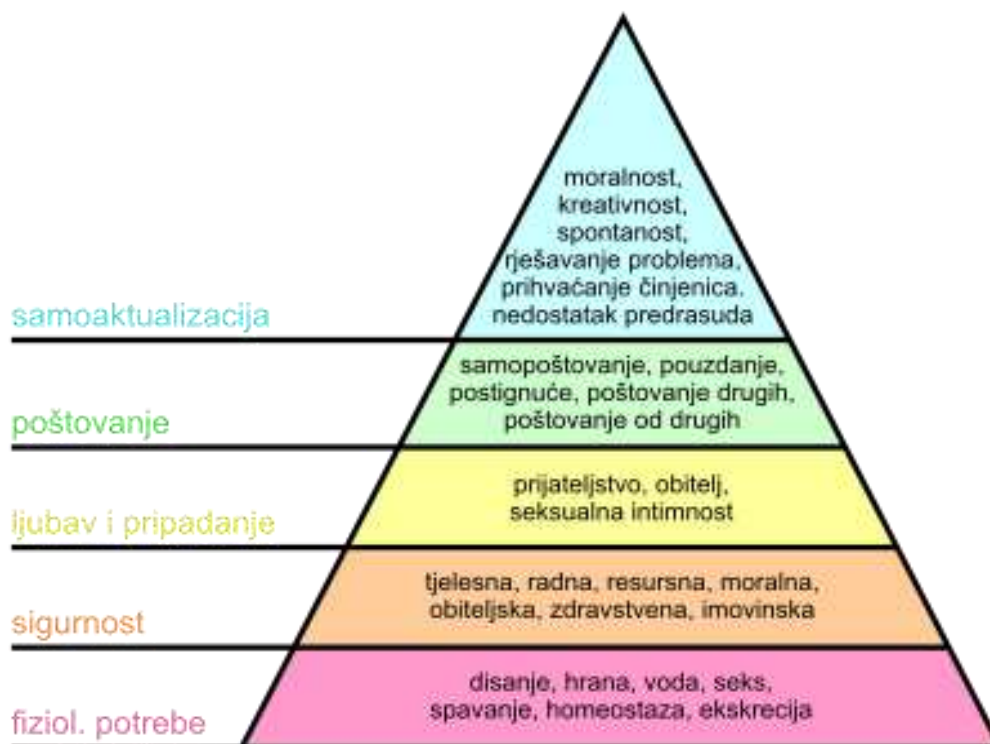 moralnost,
kreativnost,
spontanost,
rješavanje problema,
prihvaćanje činjenica,
nedostatak predrasuda
samoaktualizacija
samopoštovanje, pouzdanje,
postignuće, poštovanje drugih,
poštovanje od drugih
poštovanje
prijateljstvo, obitelj,
seksualna intimnost
ljubav i pripadanje
tjelesna, radna, resursna, moralna,
obiteljska, zdravstvena, imovinska
sigurnost
disanje, hrana, voda, seks,
spavanje, homeostaza, ekskrecija
fiziol. potrebe